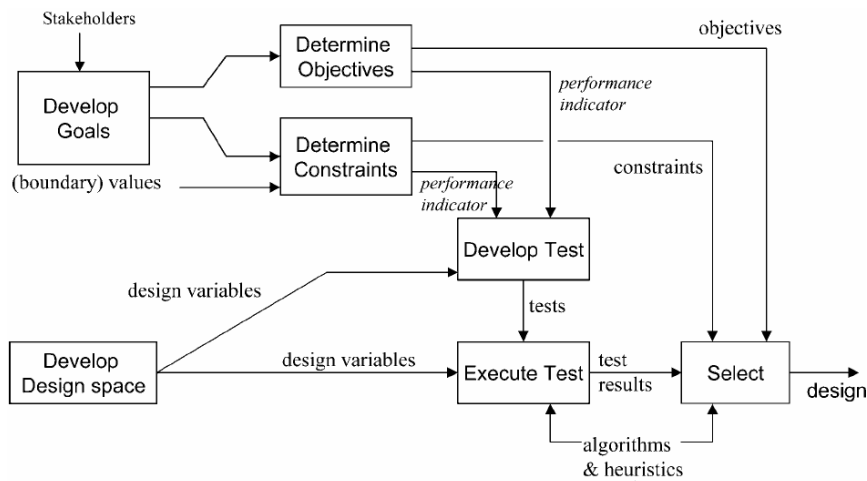 Stakeholders
Develop
Goals
Determine
Objectives
objectives
performance
indicator
Determine
Constraints
constraints
(boundary) values
performance
indicator
Develop Test
design variables
tests
Develop
Design space
design variables
Execute Test
test
results
Select
design
algorithms
& heuristics